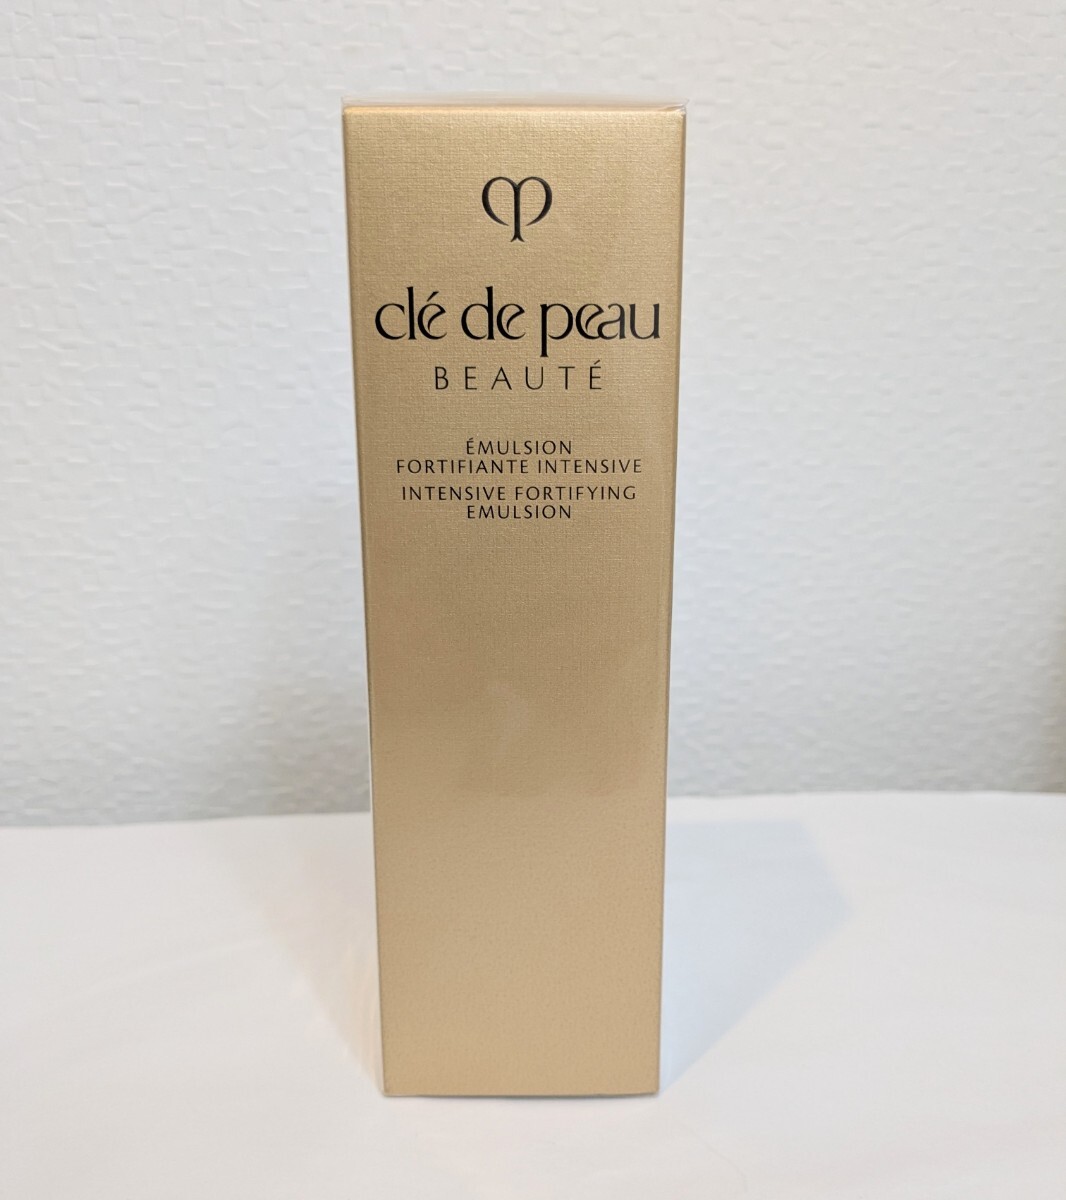 clé de peau
BEAUTÉ
ÉMULSION
FORTIFIANTE INTENSIVE
INTENSIVE FORTIFYING
EMULSION